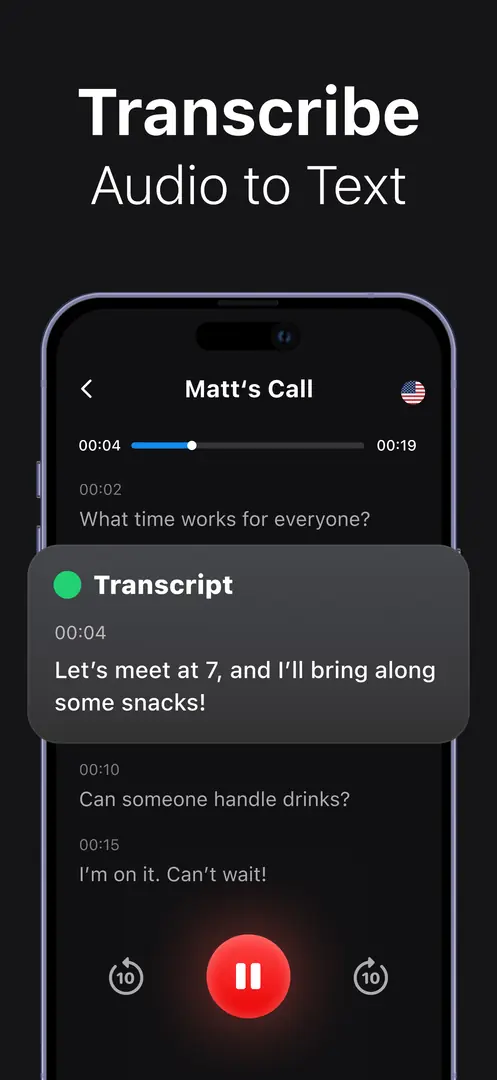 Transcribe
Audio to Text
Matt‘s Call
00:04 00:19
00:02
What time works for everyone?
Transcript
00:04
Let’s meet at 7, and I’ll bring along
some snacks!
00:10
Can someone handle drinks?
00:15
I’m on it. Can’t wait!
10 10